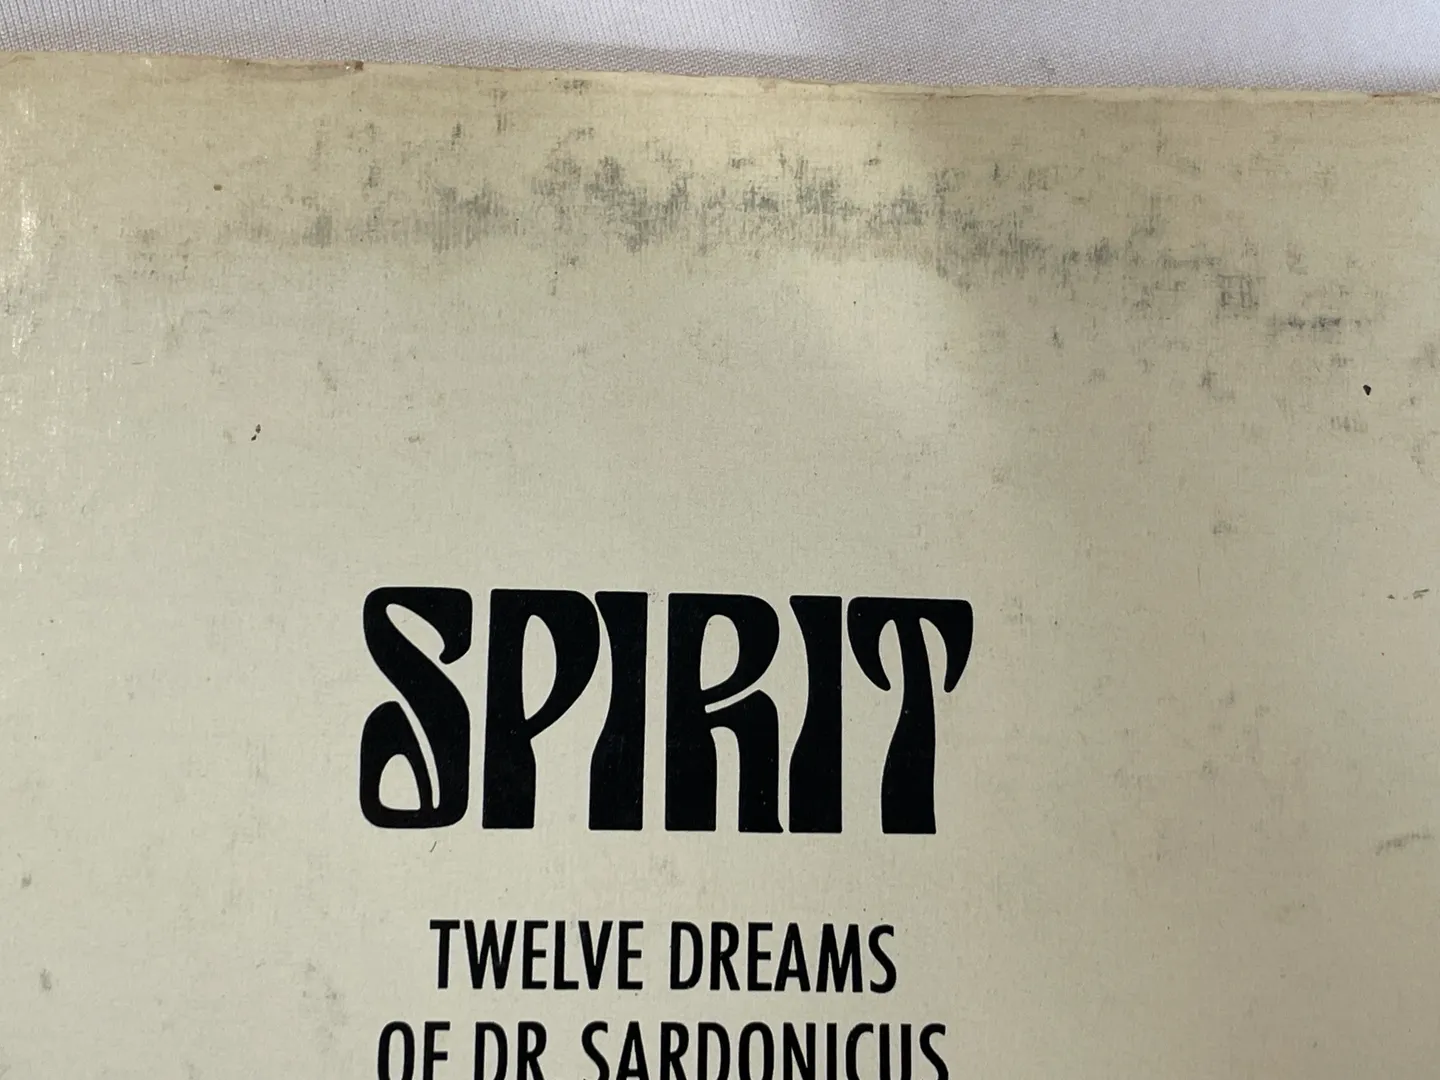 SPIRIT
TWELVE DREAMS
OF DR. SARDONICUS